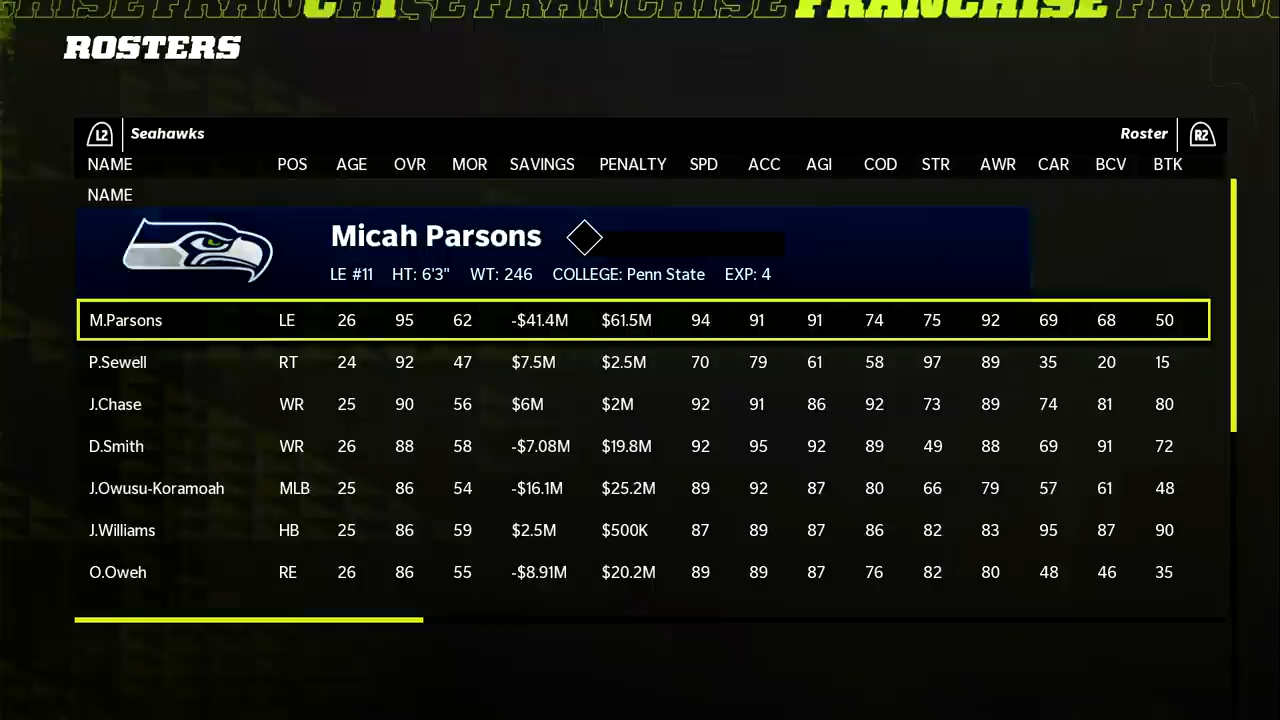 FRANCHISE FRANCHISE FRANCHISE FRANCHISE FRAN
ROSTERS
L2 Seahawks Roster R2
NAME POS AGE OVR MOR SAVINGS PENALTY SPD ACC AGI COD STR AWR CAR BCV BTK
NAME
Micah Parsons
LE #11 HT: 6'3" WT: 246 COLLEGE: Penn State EXP: 4
M.Parsons LE 26 95 62 -$41.4M $61.5M 94 91 91 74 75 92 69 68 50
P.Sewell RT 24 92 47 $7.5M $2.5M 70 79 61 58 97 89 35 20 15
J.Chase WR 25 90 56 $6M $2M 92 91 86 92 73 89 74 81 80
D.Smith WR 26 88 58 -$7.08M $19.8M 92 95 92 89 49 88 69 91 72
J.Owusu-Koramoah MLB 25 86 54 -$16.1M $25.2M 89 92 87 80 66 79 57 61 48
J.Williams HB 25 86 59 $2.5M $500K 87 89 87 86 82 83 95 87 90
O.Oweh RE 26 86 55 -$8.91M $20.2M 89 89 87 76 82 80 48 46 35